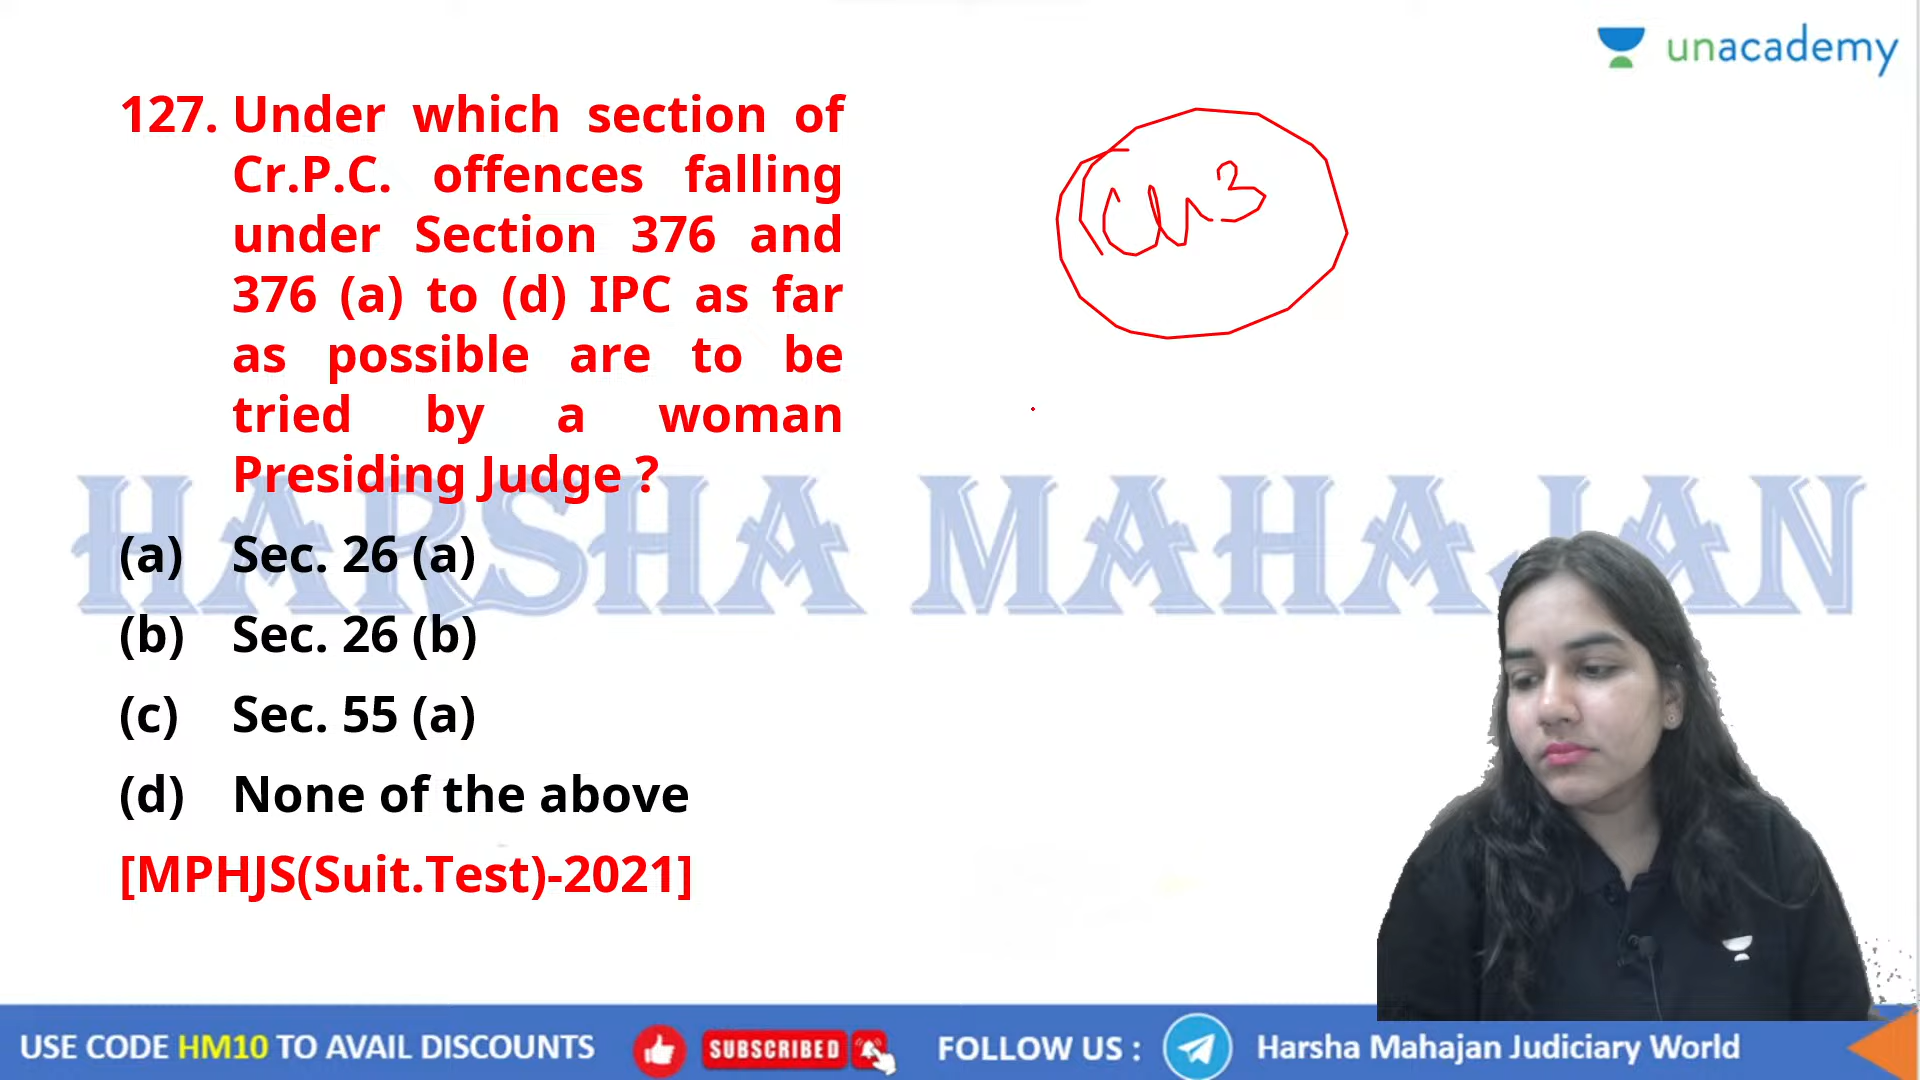 unacademy
127. Under which section of
Cr.P.C. offences falling
under Section 376 and
376 (a) to (d) IPC as far
as possible are to be
tried by a woman
Presiding Judge ?
Ch 3
HARSHA MAHAJAN
(a) Sec. 26 (a)
(b) Sec. 26 (b)
(c) Sec. 55 (a)
(d) None of the above
[MPHJS(Suit.Test)-2021]
USE CODE HM10 TO AVAIL DISCOUNTS
SUBSCRIBED
FOLLOW US :
Harsha Mahajan Judiciary World